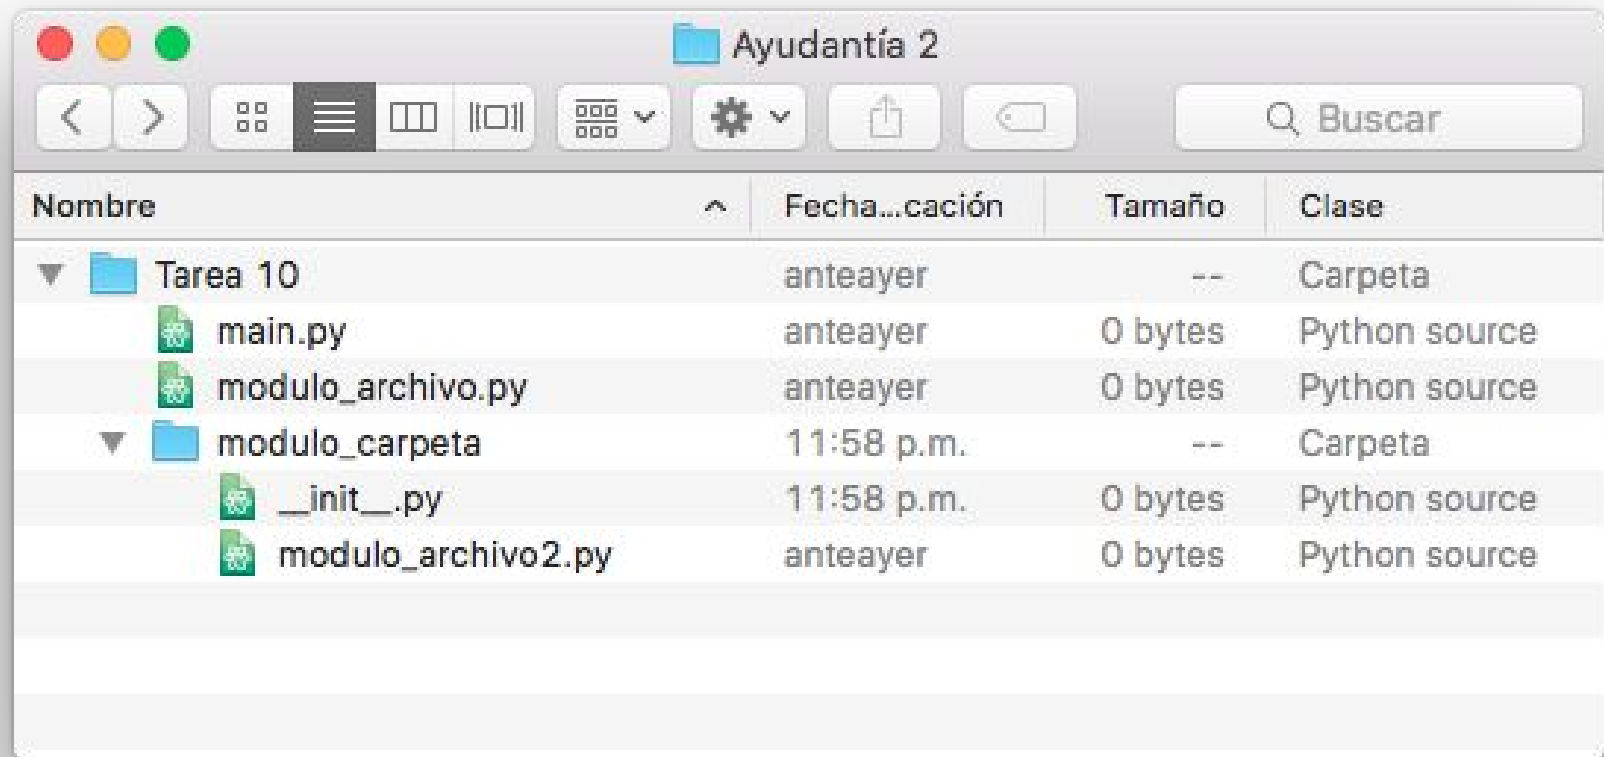 Ayudantía 2
Buscar
Nombre Fecha...cación Tamaño Clase
Tarea 10 anteayer -- Carpeta
main.py anteayer 0 bytes Python source
modulo_archivo.py anteayer 0 bytes Python source
modulo_carpeta 11:58 p.m. -- Carpeta
__init__.py 11:58 p.m. 0 bytes Python source
modulo_archivo2.py anteayer 0 bytes Python source